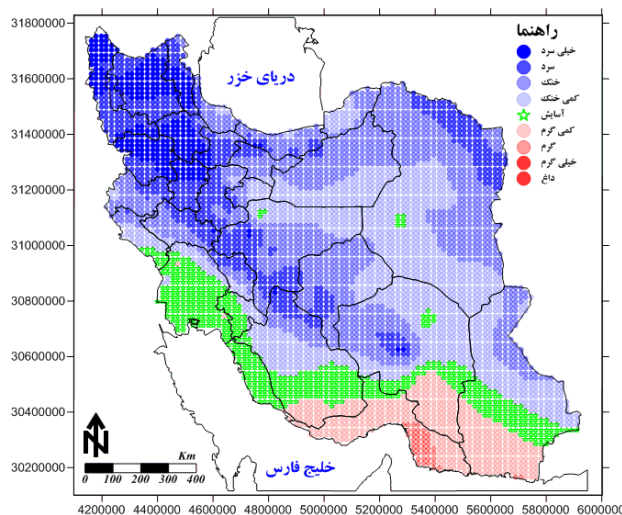 راهنما
خیلی سرد
سرد
خنک
کمی خنک
آسایش
کمی گرم
گرم
خیلی گرم
داغ
دریای خزر
خلیج فارس
31800000
31600000
31400000
31200000
31000000
30800000
30600000
30400000
30200000
N
Km
0 100 200 300 400
4200000 4400000 4600000 4800000 5000000 5200000 5400000 5600000 5800000 6000000